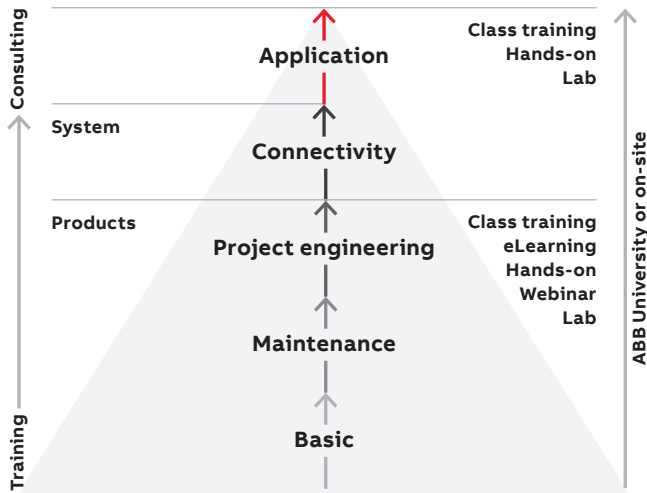 Consulting
Training
System
Products
Application
Connectivity
Project engineering
Maintenance
Basic
Class training
Hands-on
Lab
Class training
eLearning
Hands-on
Webinar
Lab
ABB University or on-site